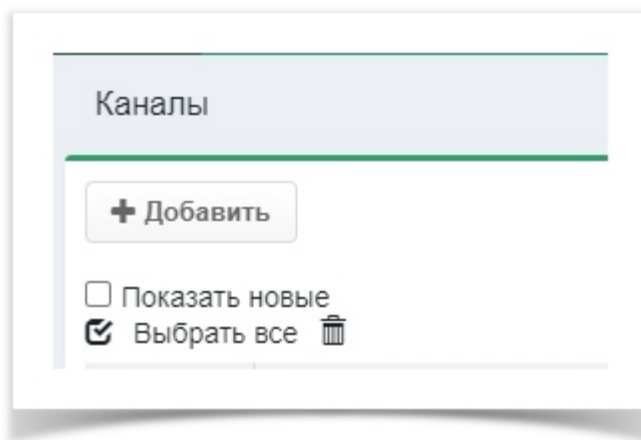 Каналы
Добавить
Показать новые
Выбрать все